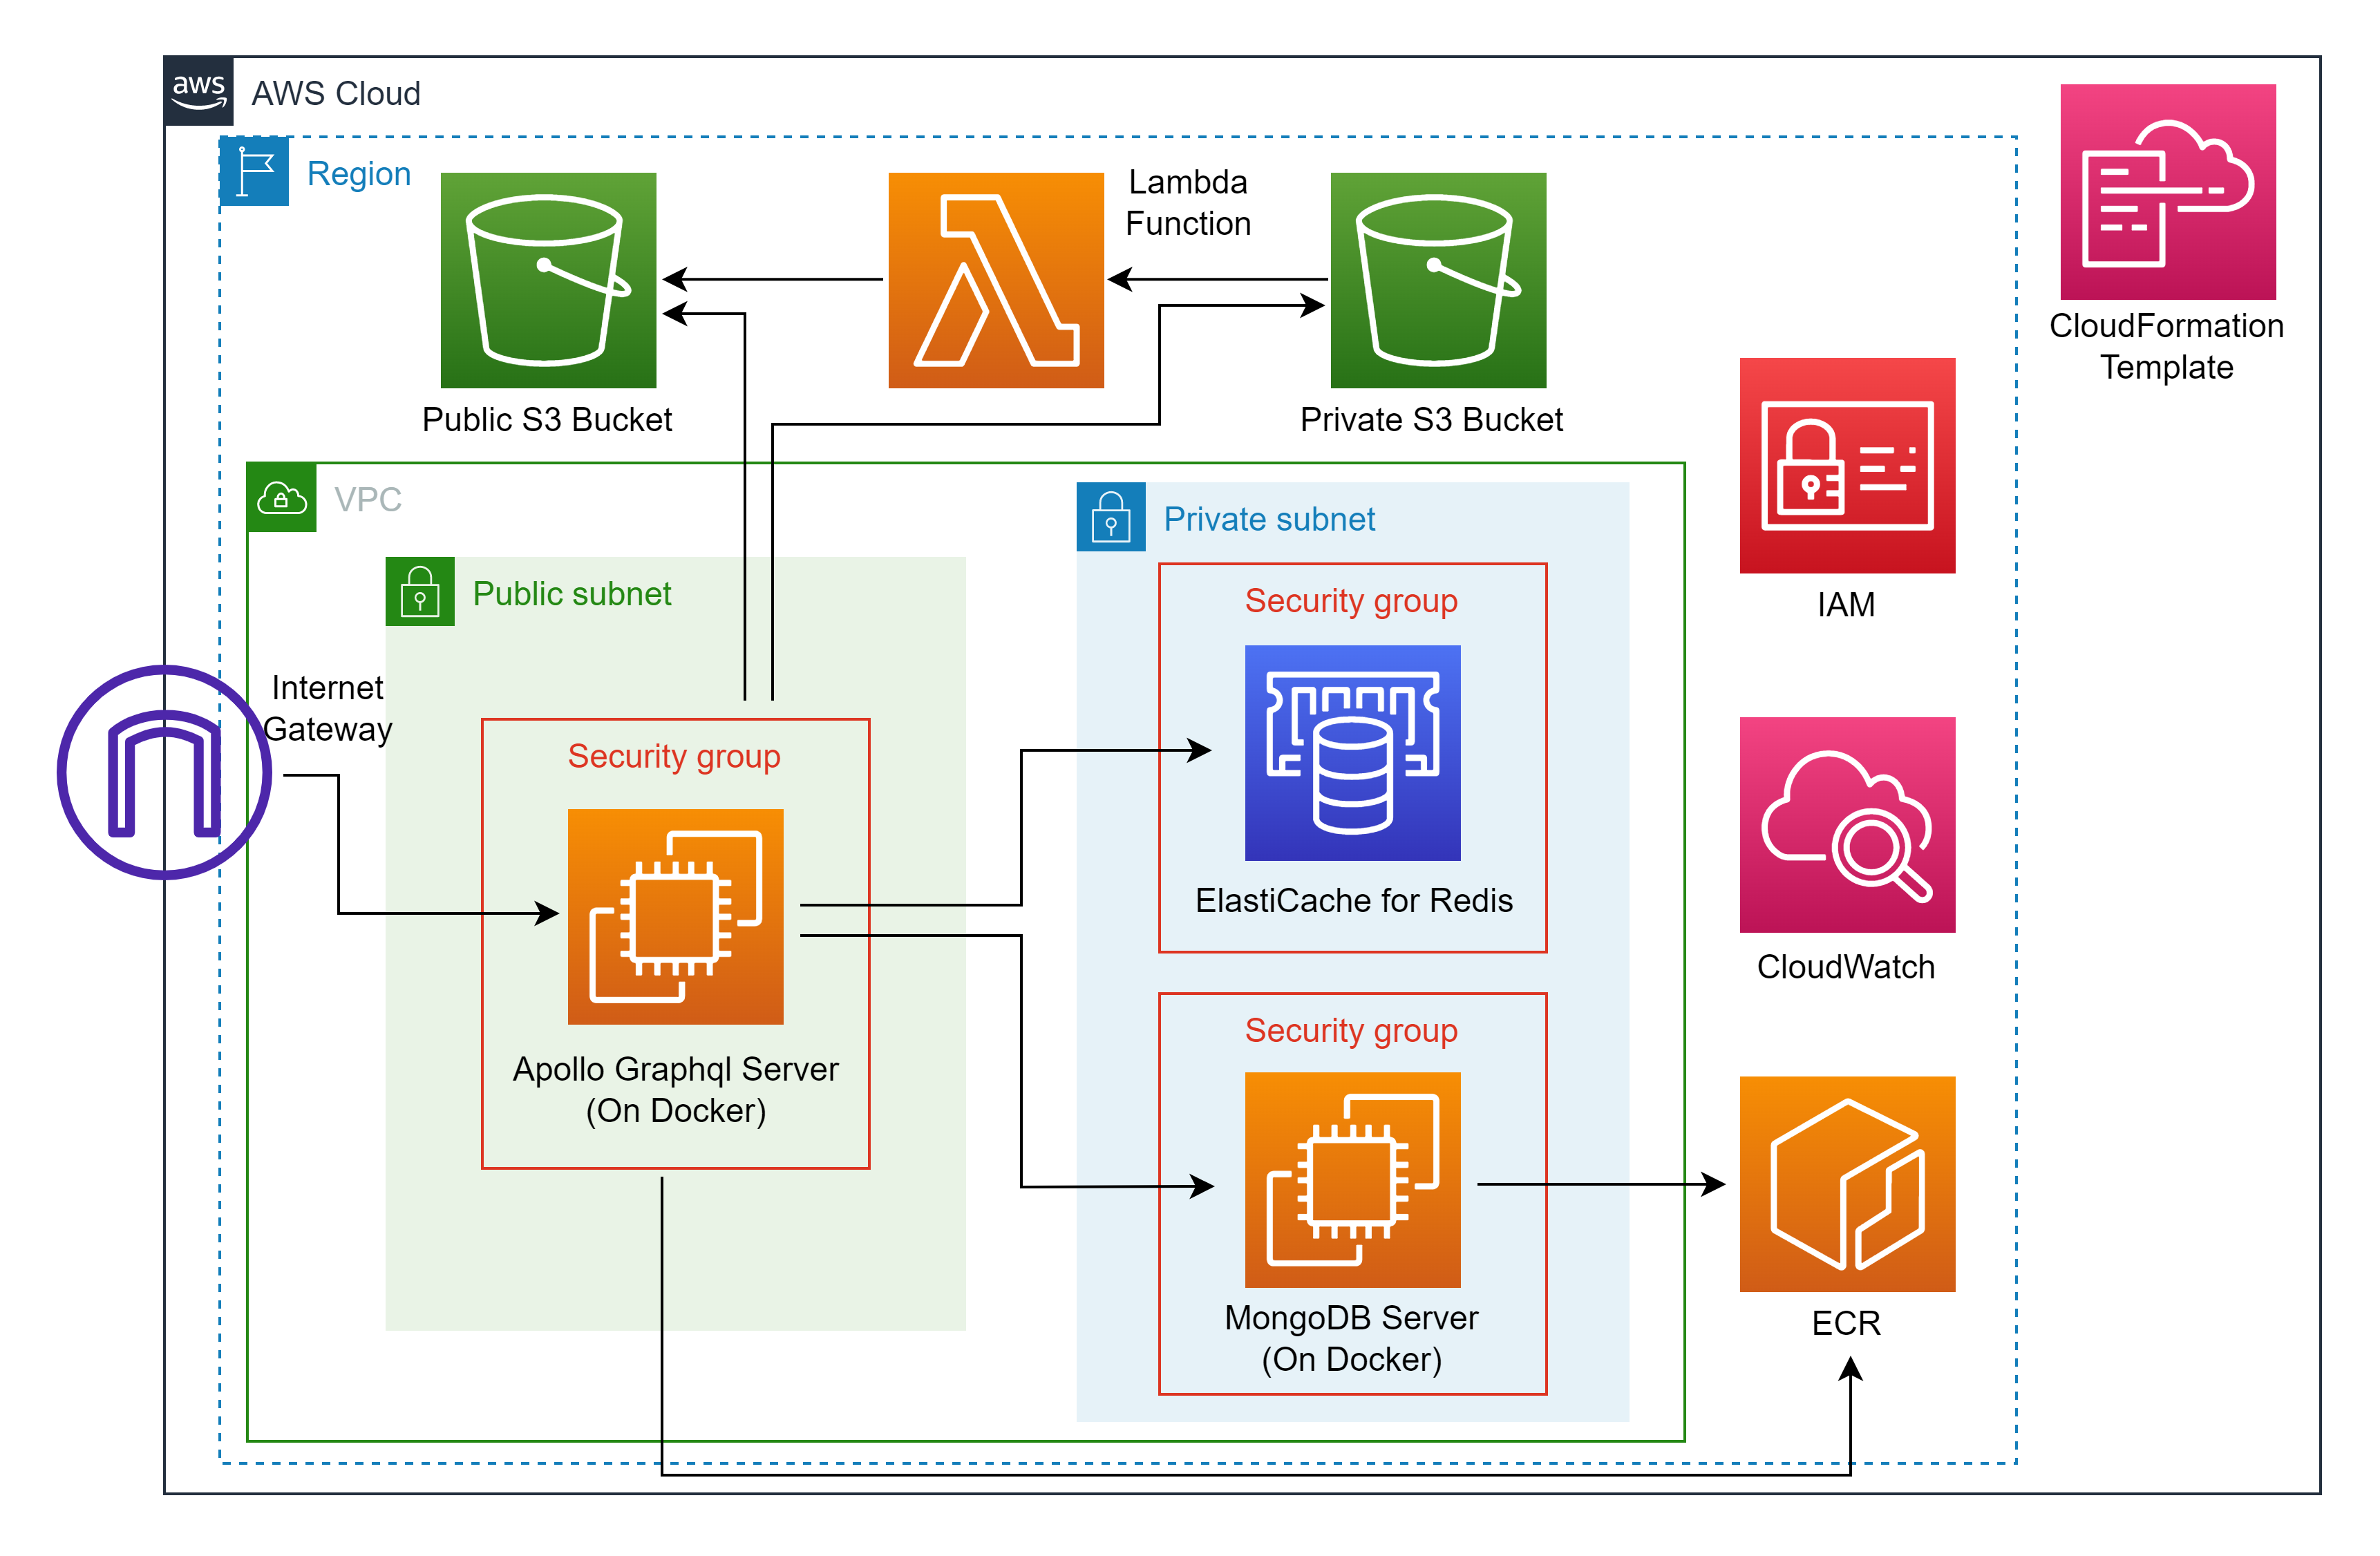 aws
AWS Cloud
Region
Lambda
Function
CloudFormation
Template
Public S3 Bucket
Private S3 Bucket
VPC
Private subnet
Public subnet
Security group
IAM
Internet
Gateway
Security group
ElastiCache for Redis
CloudWatch
Security group
Apollo Graphql Server
(On Docker)
MongoDB Server
(On Docker)
ECR